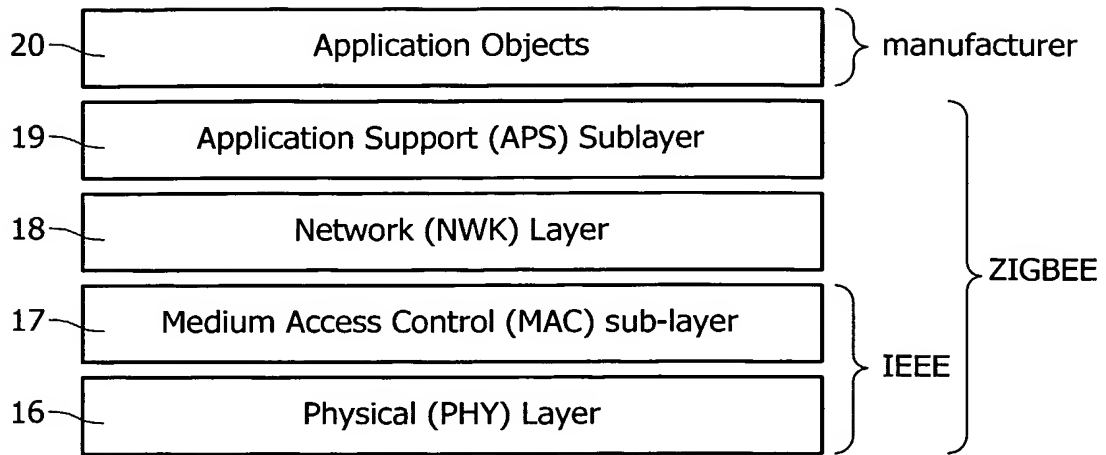 20 Application Objects manufacturer
19 Application Support (APS) Sublayer
18 Network (NWK) Layer
ZIGBEE
17 Medium Access Control (MAC) sub-layer
IEEE
16 Physical (PHY) Layer